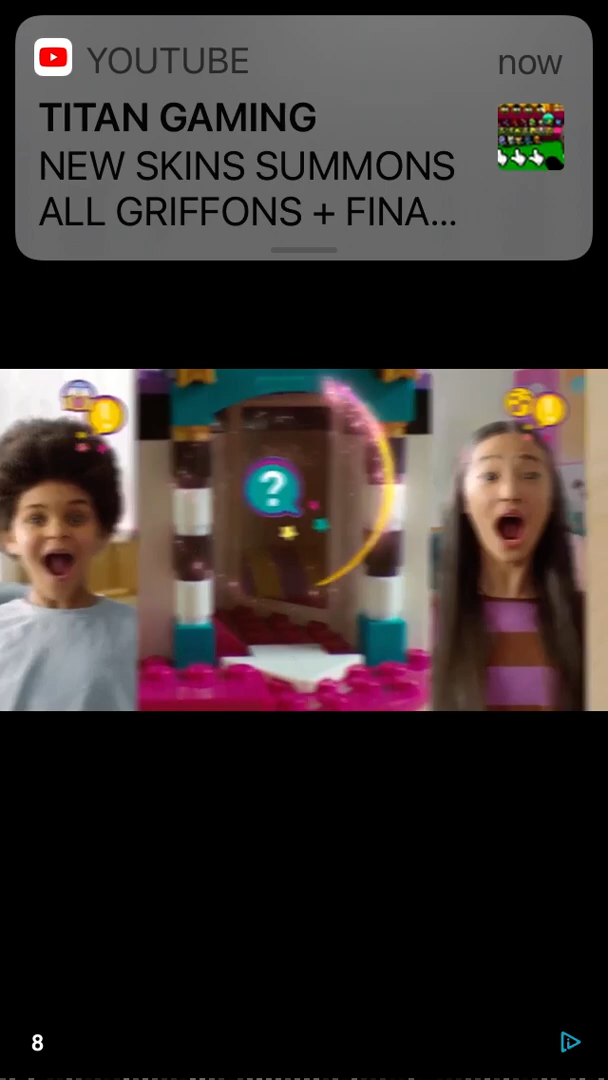 YOUTUBE
now
TITAN GAMING
NEW SKINS SUMMONS
ALL GRIFFONS + FINA...
?
!
!
8